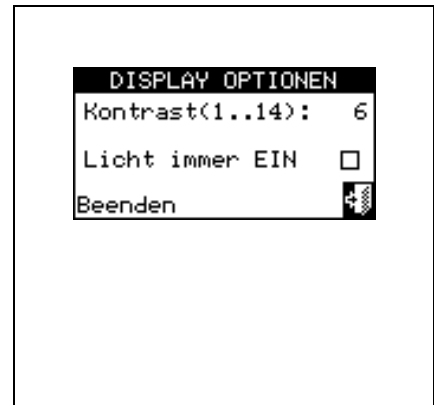 DISPLAY OPTIONEN
Kontrast(1..14): 6
Licht immer EIN
Beenden